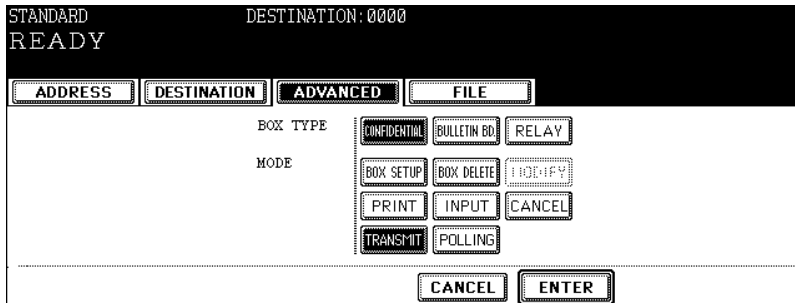 STANDARD DESTINATION:0000
READY
ADDRESS DESTINATION ADVANCED FILE
BOX TYPE CONFIDENTIAL BULLETIN BD. RELAY
MODE BOX SETUP BOX DELETE MODIFY
PRINT INPUT CANCEL
TRANSMIT POLLING
CANCEL ENTER